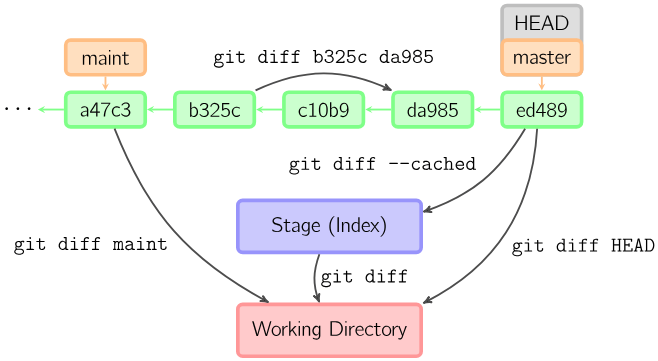 HEAD
maint
git diff b325c da985
master
...
a47c3
b325c
c10b9
da985
ed489
git diff --cached
Stage (Index)
git diff maint
git diff HEAD
git diff
Working Directory